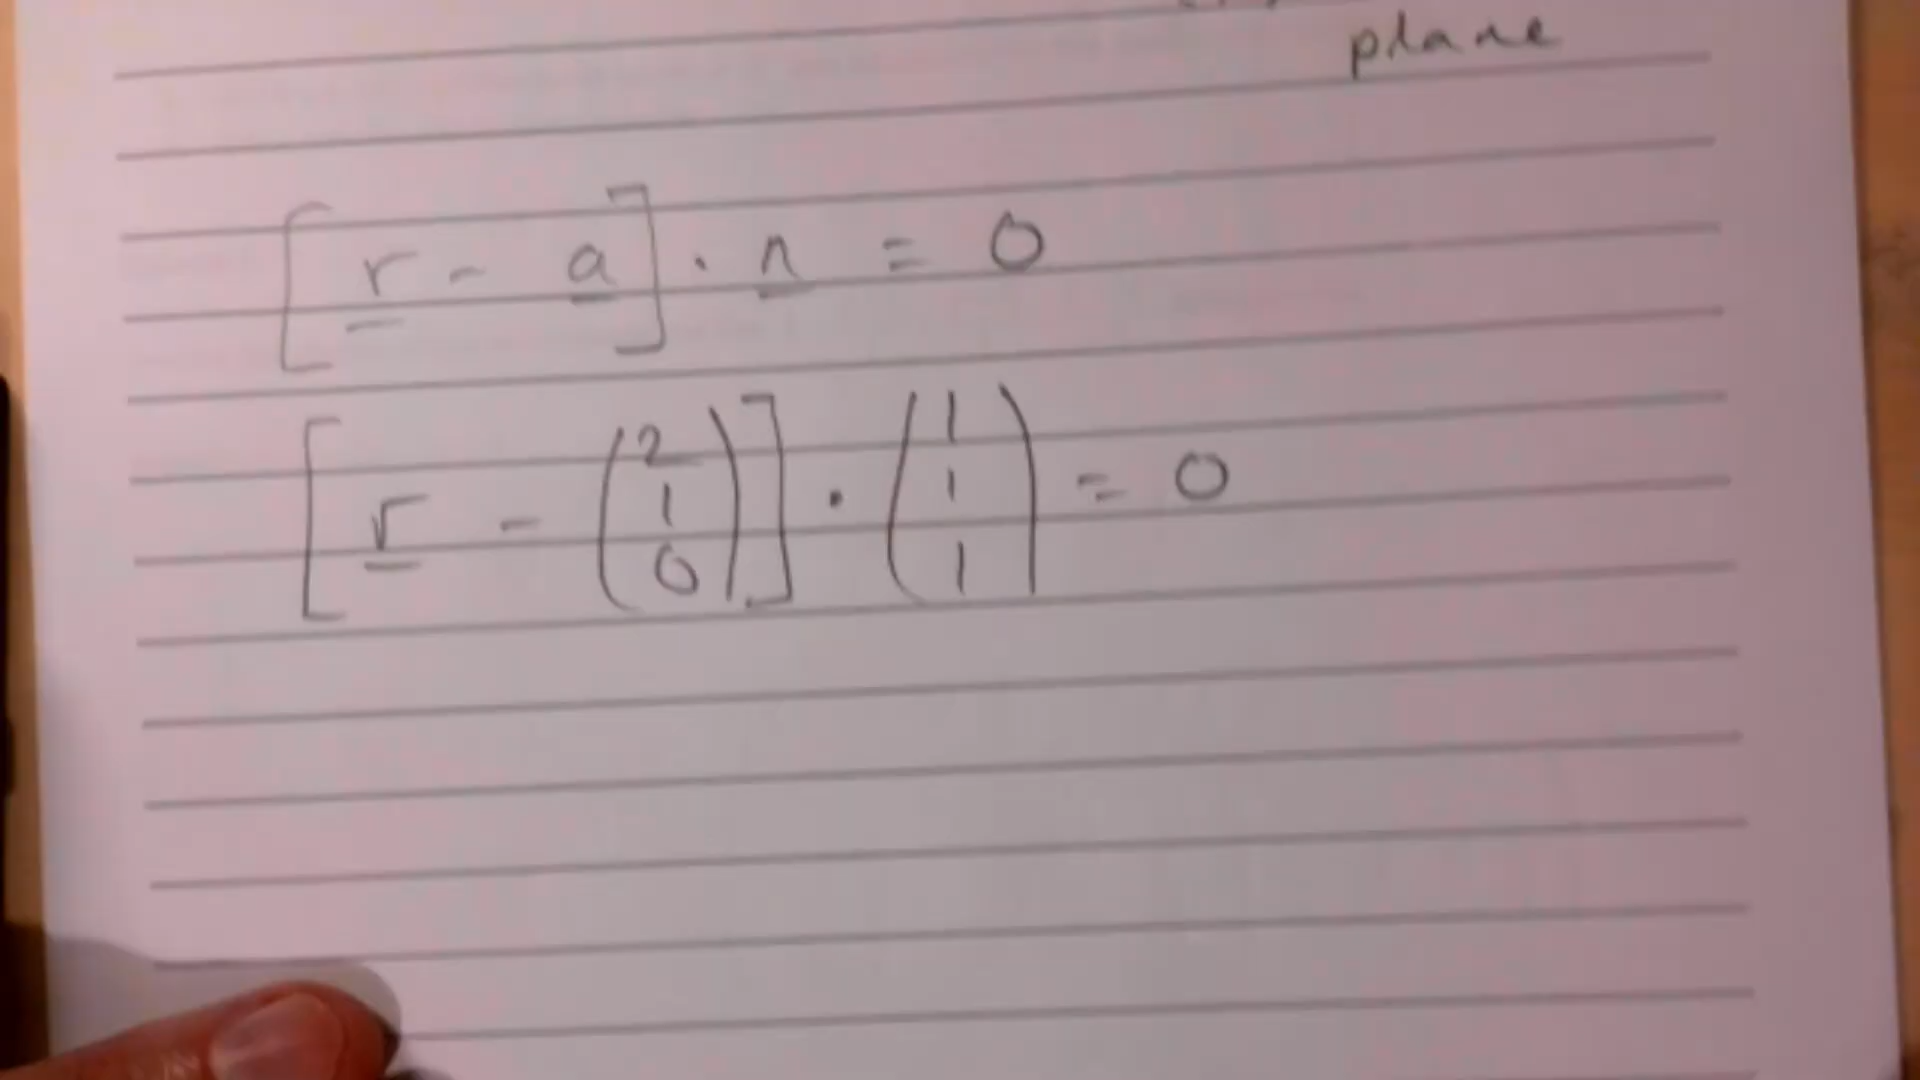 plane
[r - a] · n = 0
[r - (2 1 0)] · (1 1 1) = 0